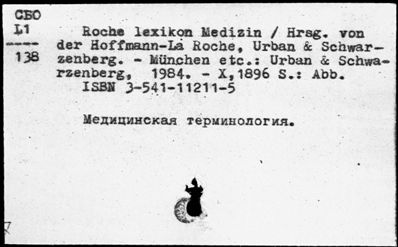 СБО
L1
138
Roche lexikon Medizin / Hrsg. von
der Hoffmann-La Roche, Urban & Schwar-
zenberg. - München etc.: Urban & Schwa-
rzenberg, 1984. - X,1896 S.: Abb.
ISBN 3-541-11211-5
Медицинская терминология.